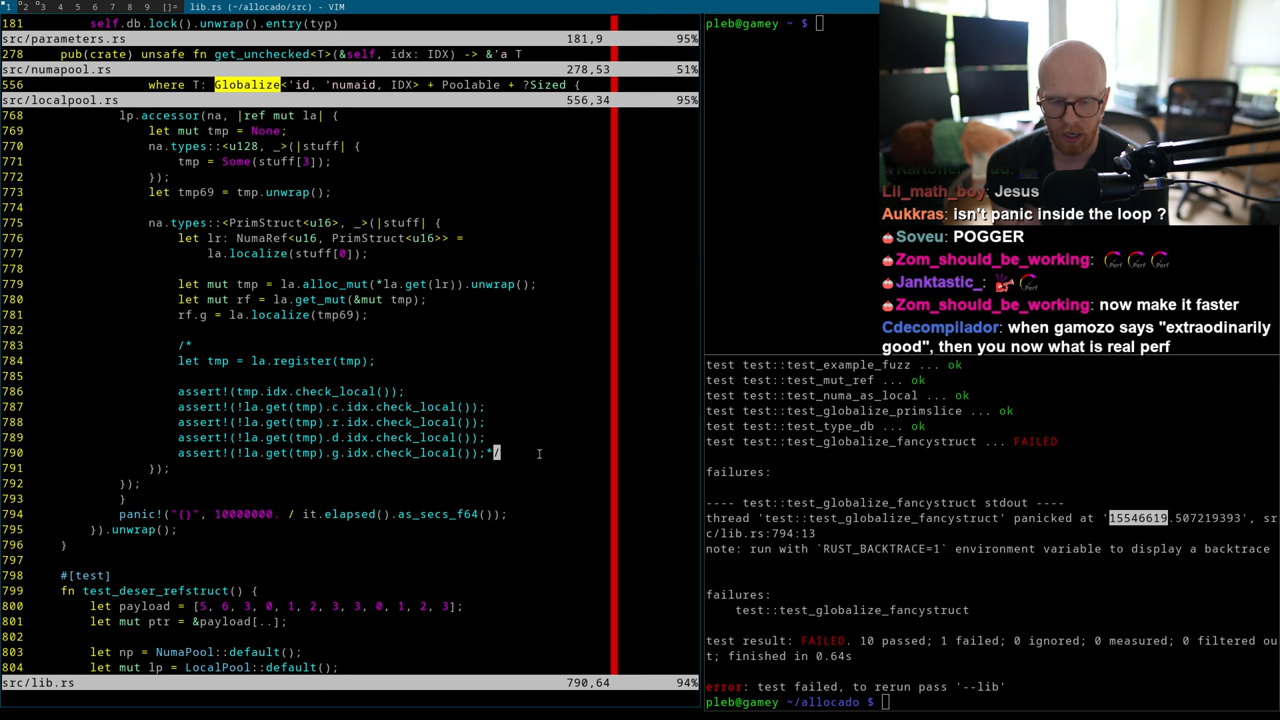 1 2 3 4 5 6 7 8 9 []= lib.rs (~/allocado/src) - VIM
181 self.db.lock().unwrap().entry(typ)
src/parameters.rs 181,9 95%
278 pub(crate) unsafe fn get_unchecked<T>(&self, idx: IDX) -> &'a T
src/numapool.rs 278,53 51%
556 where T: Globalize<'id, 'numaid, IDX> + Poolable + ?Sized {
src/localpool.rs 556,34 95%
768 lp.accessor(na, |ref mut la| {
769 let mut tmp = None;
770 na.types::<u128, _>(|stuff| {
771 tmp = Some(stuff[3]);
772 });
773 let tmp69 = tmp.unwrap();
774
775 na.types::<PrimStruct<u16>, _>(|stuff| {
776 let lr: NumaRef<u16, PrimStruct<u16>> =
777 la.localize(stuff[0]);
778
779 let mut tmp = la.alloc_mut(*la.get(lr)).unwrap();
780 let mut rf = la.get_mut(&mut tmp);
781 rf.g = la.localize(tmp69);
782
783 /*
784 let tmp = la.register(tmp);
785
786 assert!(tmp.idx.check_local());
787 assert!(!la.get(tmp).c.idx.check_local());
788 assert!(!la.get(tmp).r.idx.check_local());
789 assert!(!la.get(tmp).d.idx.check_local());
790 assert!(!la.get(tmp).g.idx.check_local());*/
791 });
792 });
793 }
794 panic!("{}", 10000000. / it.elapsed().as_secs_f64());
795 }).unwrap();
796 }
797
798 #[test]
799 fn test_deser_refstruct() {
800 let payload = [5, 6, 3, 0, 1, 2, 3, 3, 0, 1, 2, 3];
801 let mut ptr = &payload[..];
802
803 let np = NumaPool::default();
804 let mut lp = LocalPool::default();
src/lib.rs 790,64 94%
pleb@gamey ~ $
Lil_math_boy: Jesus
Aukkras: isn't panic inside the loop ?
Soveu: POGGER
Zom_should_be_working:
Janktastic_:
Zom_should_be_working: now make it faster
Cdecompilador: when gamozo says "extraodinarily
good", then you now what is real perf
test test::test_example_fuzz ... ok
test test::test_mut_ref ... ok
test test::test_numa_as_local ... ok
test test::test_globalize_primslice ... ok
test test::test_type_db ... ok
test test::test_globalize_fancystruct ... FAILED

failures:

---- test::test_globalize_fancystruct stdout ----
thread 'test::test_globalize_fancystruct' panicked at '15546619.507219393', sr
c/lib.rs:794:13
note: run with `RUST_BACKTRACE=1` environment variable to display a backtrace

failures:
test::test_globalize_fancystruct

test result: FAILED. 10 passed; 1 failed; 0 ignored; 0 measured; 0 filtered ou
t; finished in 0.64s

error: test failed, to rerun pass '--lib'
pleb@gamey ~/allocado $